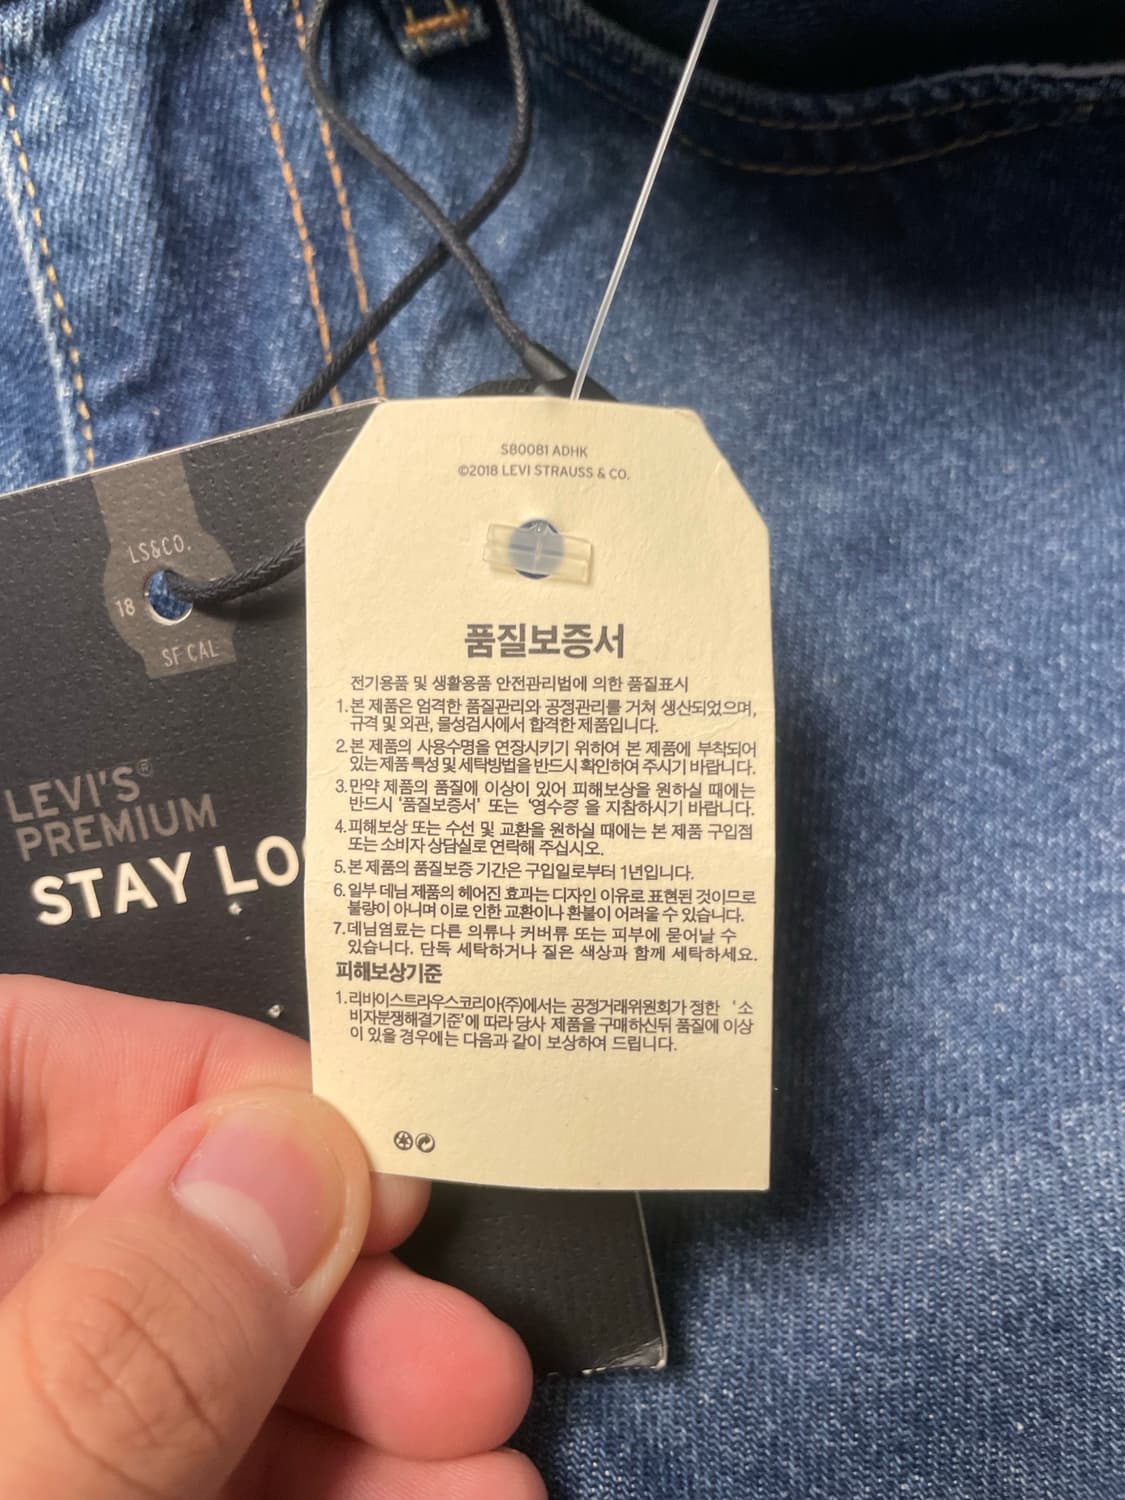 S80081 ADHK
©2018 LEVI STRAUSS & CO.
LS&CO.
18
SF CAL
LEVI'S®
PREMIUM
STAY LO
품질보증서
전기용품 및 생활용품 안전관리법에 의한 품질표시
1.본 제품은 엄격한 품질관리와 공정관리를 거쳐 생산되었으며,
규격 및 외관, 물성검사에서 합격한 제품입니다.
2.본 제품의 사용수명을 연장시키기 위하여 본 제품에 부착되어
있는 제품 특성 및 세탁방법을 반드시 확인하여 주시기 바랍니다.
3.만약 제품의 품질에 이상이 있어 피해보상을 원하실 때에는
반드시 '품질보증서' 또는 '영수증'을 지참하시기 바랍니다.
4.피해보상 또는 수선 및 교환을 원하실 때에는 본 제품 구입점
또는 소비자 상담실로 연락해 주십시오.
5.본 제품의 품질보증 기간은 구입일로부터 1년입니다.
6.일부 데님 제품의 헤어진 효과는 디자인 이유로 표현된 것이므로
불량이 아니며 이로 인한 교환이나 환불이 어려울 수 있습니다.
7.데님염료는 다른 의류나 커버류 또는 피부에 묻어날 수
있습니다. 단독 세탁하거나 짙은 색상과 함께 세탁하세요.
피해보상기준
1.리바이스트라우스코리아(주)에서는 공정거래위원회가 정한 '소
비자분쟁해결기준'에 따라 당사 제품을 구매하신뒤 품질에 이상
이 있을 경우에는 다음과 같이 보상하여 드립니다.